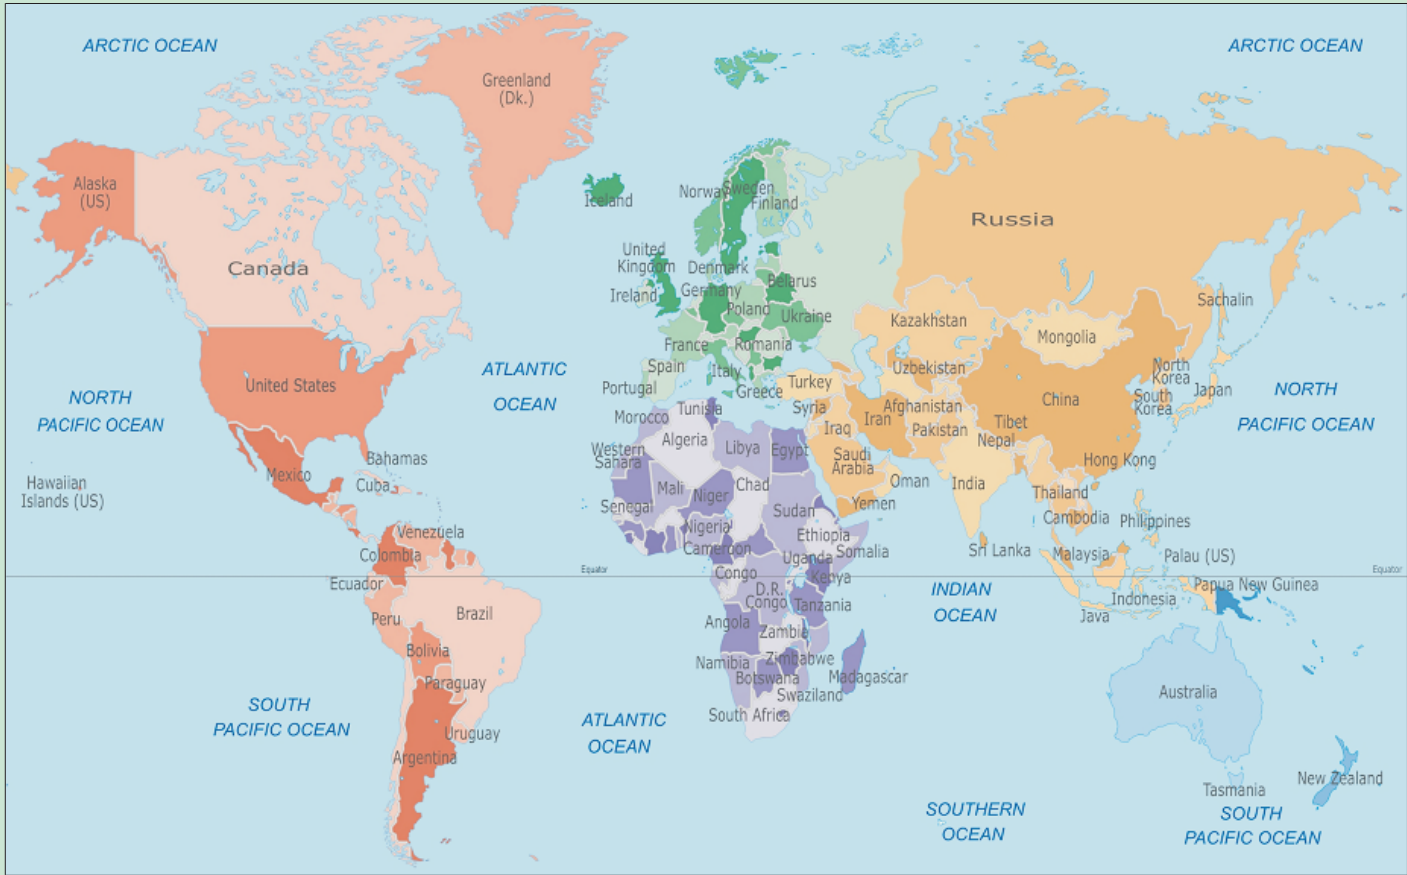 ARCTIC OCEAN
ARCTIC OCEAN
Greenland
(Dk.)
Alaska
(US)
Iceland
Norway
Sweden
Finland
Russia
Canada
United
Kingdom
Denmark
Ireland
Germany
Belarus
Poland
Ukraine
Sachalin
Kazakhstan
Mongolia
France
Romania
United States
ATLANTIC
OCEAN
Spain
Italy
Portugal
Greece
Turkey
Uzbekistan
North
Korea
South
Korea
Japan
NORTH
PACIFIC OCEAN
NORTH
PACIFIC OCEAN
China
Morocco
Tunisia
Syria
Iran
Afghanistan
Tibet
Iraq
Pakistan
Nepal
Algeria
Libya
Egypt
Western
Sahara
Saudi
Arabia
Hong Kong
Bahamas
Mexico
Cuba
Hawaiian
Islands (US)
Mali
Niger
Chad
Oman
India
Thailand
Senegal
Sudan
Yemen
Cambodia
Philippines
Venezuela
Nigeria
Ethiopia
Colombia
Cameroon
Uganda
Somalia
Sri Lanka
Malaysia
Palau (US)
Equator
Equator
Ecuador
Congo
Kenya
D.R.
Congo
INDIAN
OCEAN
Papua New Guinea
Indonesia
Java
Peru
Brazil
Tanzania
Angola
Zambia
Bolivia
Namibia
Zimbabwe
Botswana
Madagascar
Paraguay
Swaziland
Australia
SOUTH
PACIFIC OCEAN
ATLANTIC
OCEAN
South Africa
Uruguay
Argentina
Tasmania
New Zealand
SOUTHERN
OCEAN
SOUTH
PACIFIC OCEAN